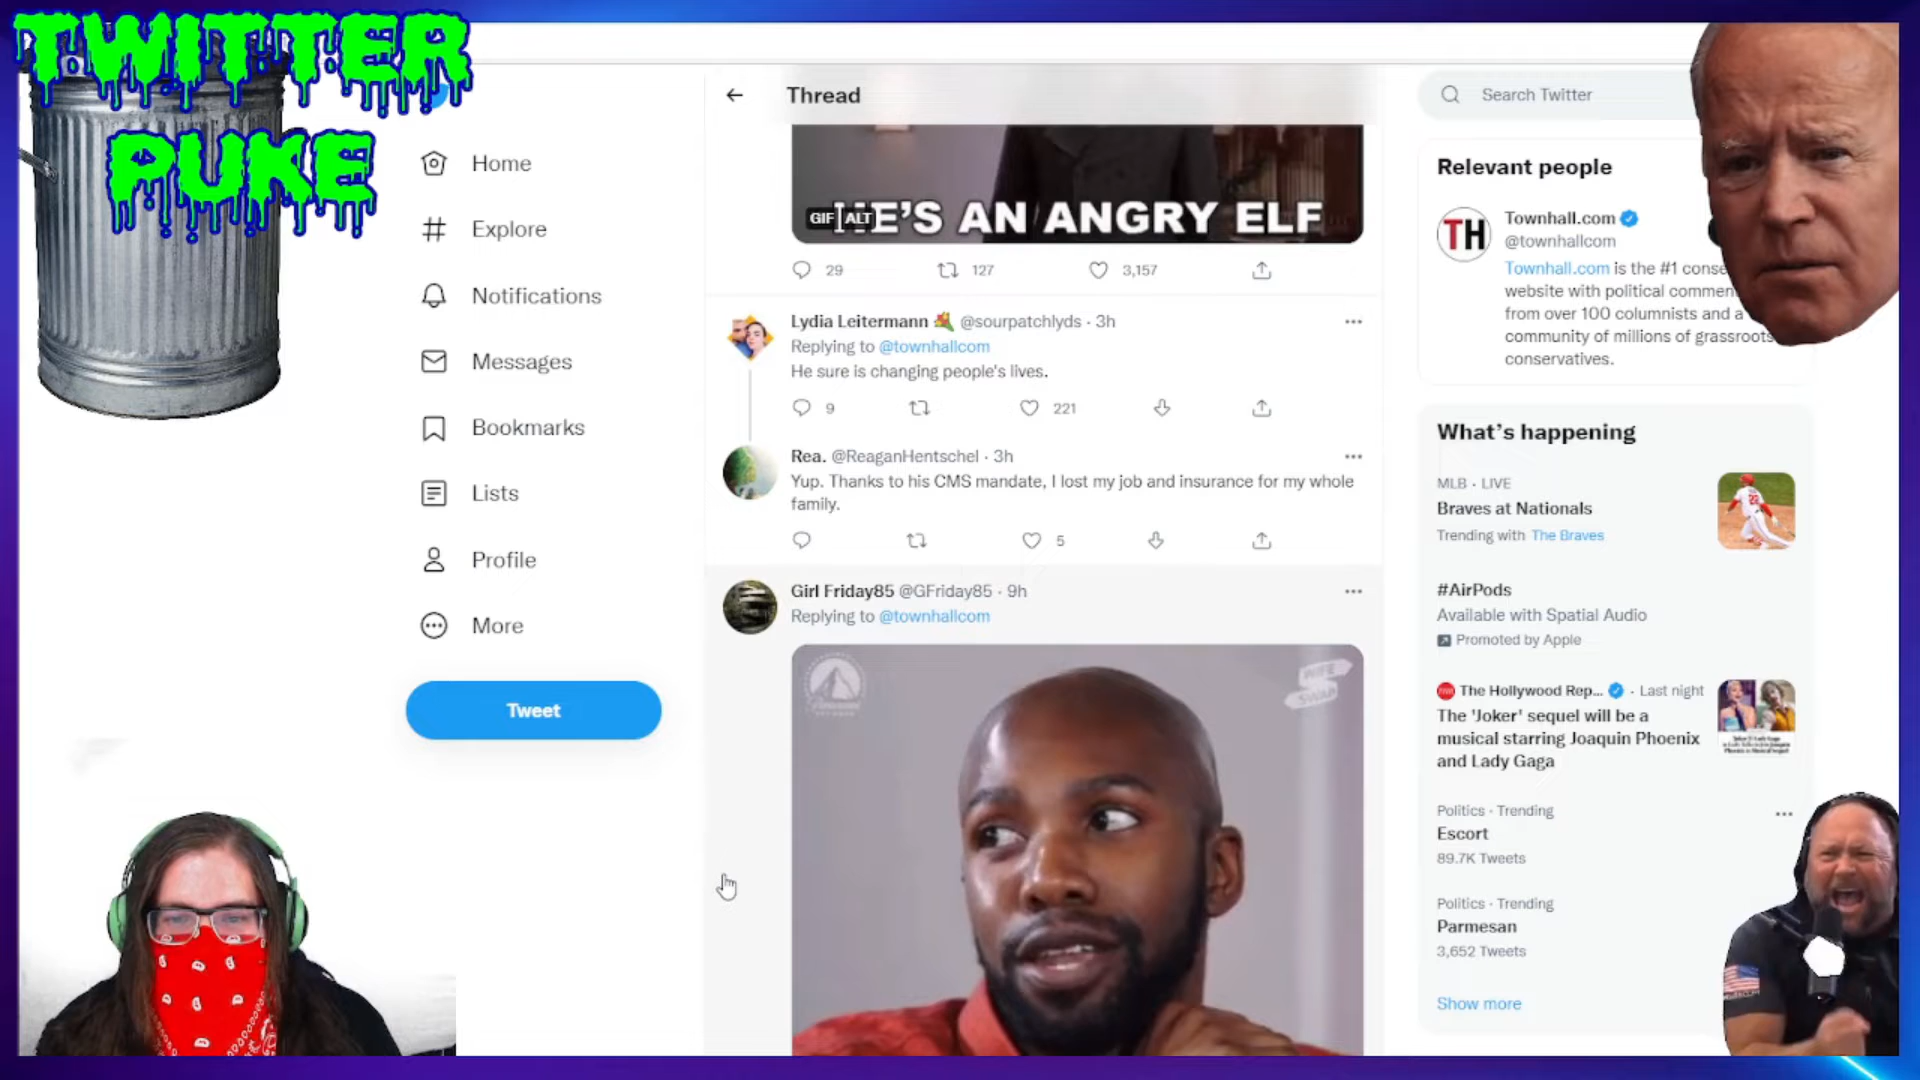 TWITTER
PUKE
Home
Explore
Notifications
Messages
Bookmarks
Lists
Profile
More
Tweet
Thread
GIF ALT
HE'S AN ANGRY ELF
29 127 3,157
Lydia Leitermann @sourpatchlyds · 3h
Replying to @townhallcom
He sure is changing people's lives.
9 221
Rea. @ReaganHentschel · 3h
Yup. Thanks to his CMS mandate, I lost my job and insurance for my whole
family.
5
Girl Friday85 @GFriday85 · 9h
Replying to @townhallcom
WIFE
SWAP
Search Twitter
Relevant people
TH
Townhall.com
@townhallcom
Townhall.com is the #1 conse
website with political commen
from over 100 columnists and a
community of millions of grassroots
conservatives.
What's happening
MLB · LIVE
Braves at Nationals
Trending with The Braves
#AirPods
Available with Spatial Audio
Promoted by Apple
The Hollywood Rep... · Last night
The 'Joker' sequel will be a
musical starring Joaquin Phoenix
and Lady Gaga
Politics · Trending
Escort
89.7K Tweets
Politics · Trending
Parmesan
3,652 Tweets
Show more